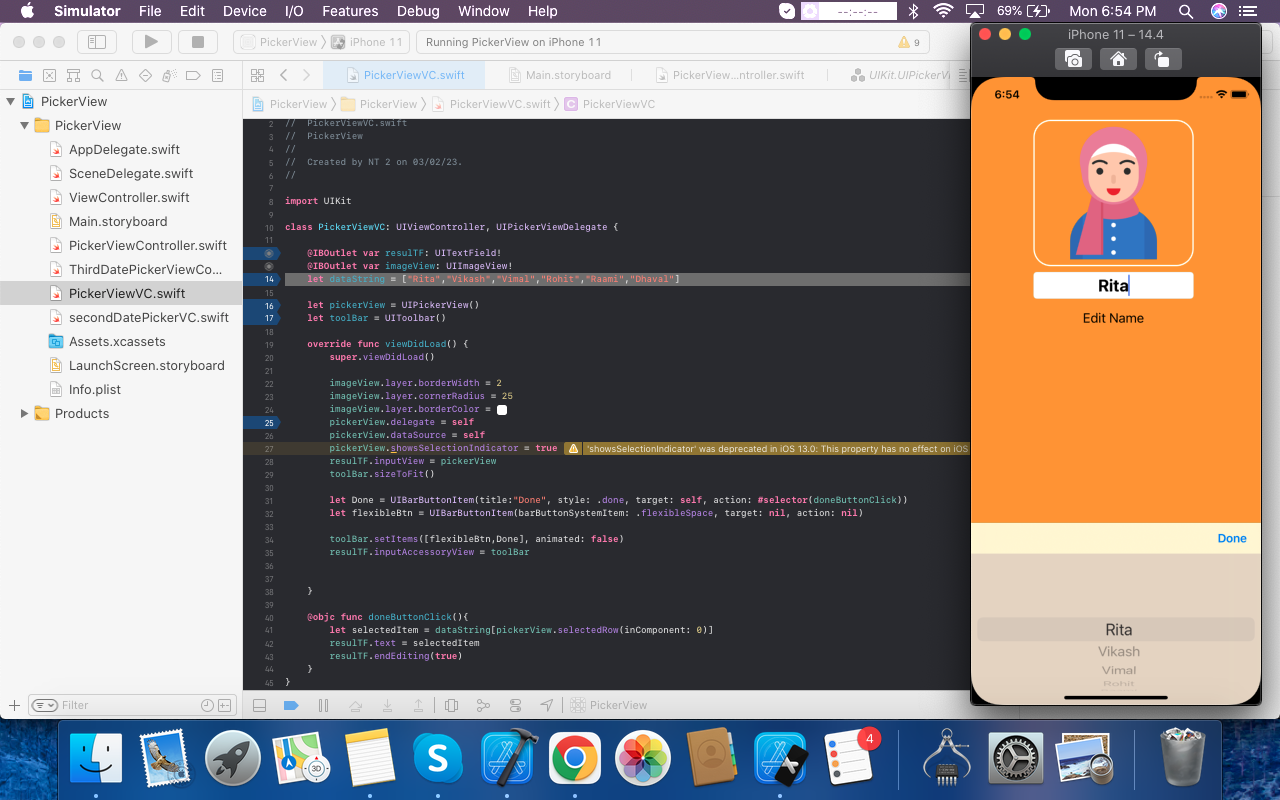 Simulator File Edit Device I/O Features Debug Window Help --:--:-- 69% Mon 6:54 PM
PickerView iPhone 11 Running PickerView on iPhone 11 9
PickerViewVC.swift Main.storyboard PickerView...ntroller.swift UIKit.UIPickerVi
PickerView PickerView PickerViewVC.swift C PickerViewVC
PickerView
PickerView
AppDelegate.swift
SceneDelegate.swift
ViewController.swift
Main.storyboard
PickerViewController.swift
ThirdDatePickerViewCo...
PickerViewVC.swift
secondDatePickerVC.swift
Assets.xcassets
LaunchScreen.storyboard
Info.plist
Products
Filter
2 // PickerViewVC.swift
3 // PickerView
4 //
5 // Created by NT 2 on 03/02/23.
6 //
7
8 import UIKit
9
10 class PickerViewVC: UIViewController, UIPickerViewDelegate {
11
@IBOutlet var resulTF: UITextField!
@IBOutlet var imageView: UIImageView!
14 let dataString = ["Rita","Vikash","Vimal","Rohit","Raami","Dhaval"]
15
16 let pickerView = UIPickerView()
17 let toolBar = UIToolbar()
18
19 override func viewDidLoad() {
20 super.viewDidLoad()
21
22 imageView.layer.borderWidth = 2
23 imageView.layer.cornerRadius = 25
24 imageView.layer.borderColor =
25 pickerView.delegate = self
26 pickerView.dataSource = self
27 pickerView.showsSelectionIndicator = true 'showsSelectionIndicator' was deprecated in iOS 13.0: This property has no effect on iOS
28 resulTF.inputView = pickerView
29 toolBar.sizeToFit()
30
31 let Done = UIBarButtonItem(title:"Done", style: .done, target: self, action: #selector(doneButtonClick))
32 let flexibleBtn = UIBarButtonItem(barButtonSystemItem: .flexibleSpace, target: nil, action: nil)
33
34 toolBar.setItems([flexibleBtn,Done], animated: false)
35 resulTF.inputAccessoryView = toolBar
36
37
38 }
39
40 @objc func doneButtonClick(){
41 let selectedItem = dataString[pickerView.selectedRow(inComponent: 0)]
42 resulTF.text = selectedItem
43 resulTF.endEditing(true)
44 }
45 }
PickerView
iPhone 11 – 14.4
6:54
Rita
Edit Name
Done
Rita
Vikash
Vimal
Rohit
3D
S
4